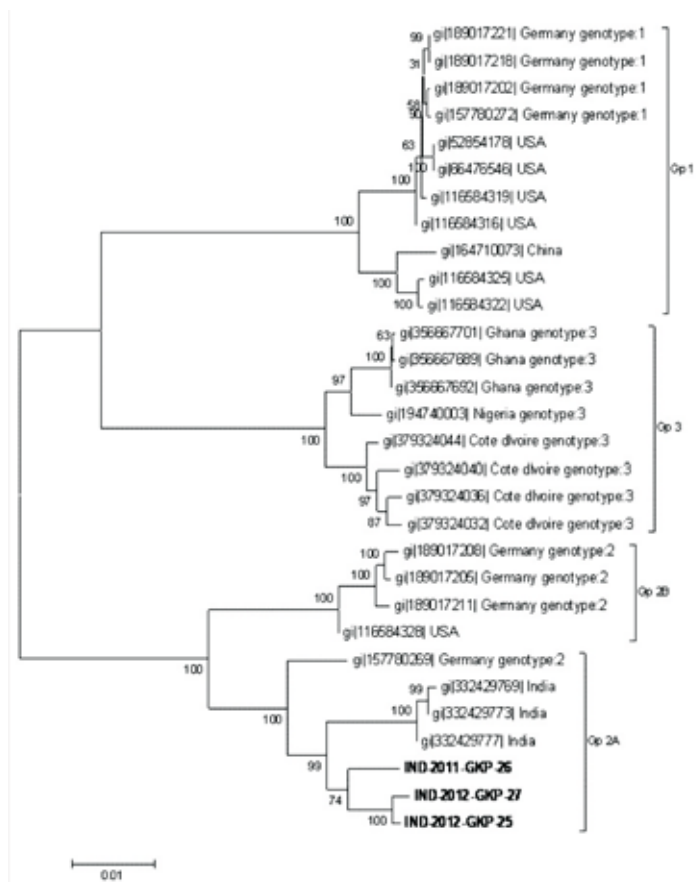 99 gi|189017221| Germany genotype:1
31 gi|189017218| Germany genotype:1
gi|189017202| Germany genotype:1
gi|157780272| Germany genotype:1
63 gi|52854178| USA
gi|66476546| USA
100 gi|116584319| USA
100 gi|116584316| USA
gi|164710073| China
100 gi|116584325| USA
100 gi|116584322| USA
Gp 1
63 gi|356667701| Ghana genotype:3
100 gi|356667689| Ghana genotype:3
97 gi|356667692| Ghana genotype:3
gi|194740003| Nigeria genotype:3
100 gi|379324044| Cote dIvoire genotype:3
100 gi|379324040| Cote dIvoire genotype:3
97 gi|379324036| Cote dIvoire genotype:3
87 gi|379324032| Cote dIvoire genotype:3
Gp 3
100 gi|189017208| Germany genotype:2
100 gi|189017205| Germany genotype:2
100 gi|189017211| Germany genotype:2
gi|116584328| USA
Gp 2B
100 gi|157780269| Germany genotype:2
99 gi|332429769| India
100 gi|332429773| India
100 gi|332429777| India
99 IND-2011-GKP-26
74 IND-2012-GKP-27
100 IND-2012-GKP-25
Gp 2A
0.01